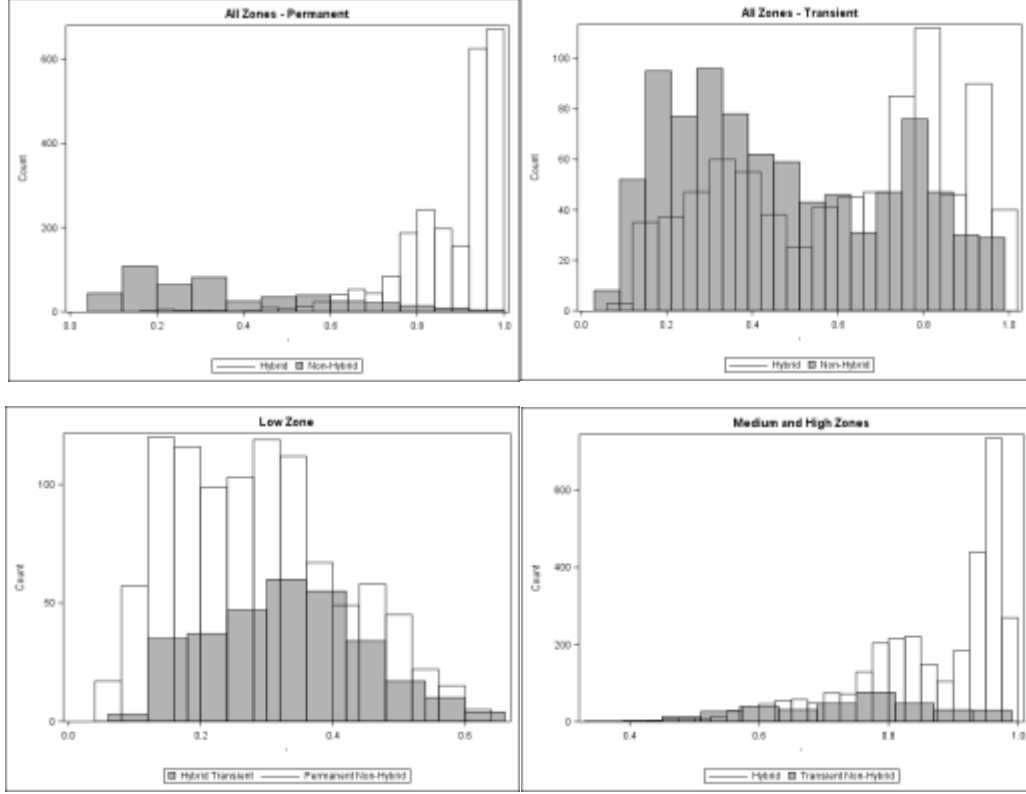 All Zones - Permanent
600
400
200
0
Count
0.0 0.2 0.4 0.6 0.8 1.0
Hybrid Non-Hybrid
All Zones - Transient
100
80
60
40
20
0
Count
0.0 0.2 0.4 0.6 0.8 1.0
Hybrid Non-Hybrid
Low Zone
100
50
0
Count
0.0 0.2 0.4 0.6
Hybrid Transient Permanent Non-Hybrid
Medium and High Zones
600
400
200
0
Count
0.4 0.6 0.8 1.0
Hybrid Transient Non-Hybrid